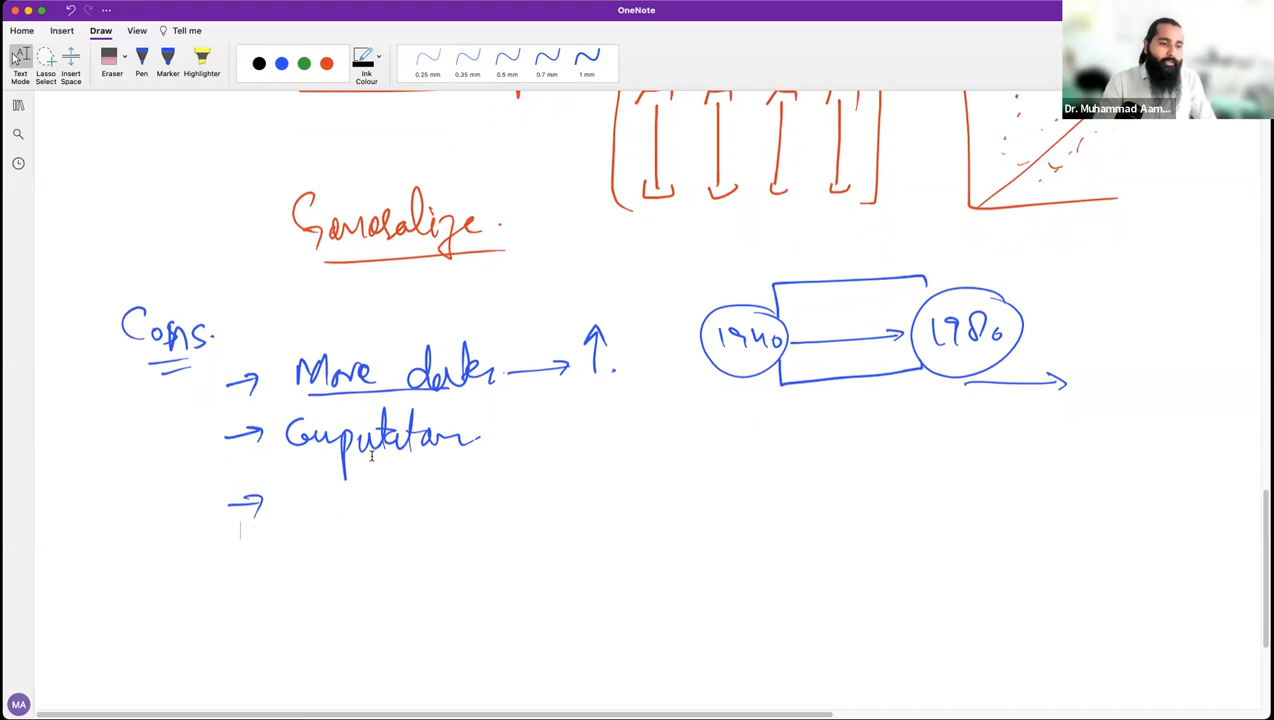 OneNote
Home Insert Draw View Tell me
Text Mode
Lasso Select
Insert Space
Eraser
Pen
Marker
Highlighter
Ink Colour
0.25 mm 0.35 mm 0.5 mm 0.7 mm 1 mm
Dr. Muhammad Aam...
Generalize.
Cons.
→ More data. → ↑.
1940 → 1980 →
→ Computation.
→
MA